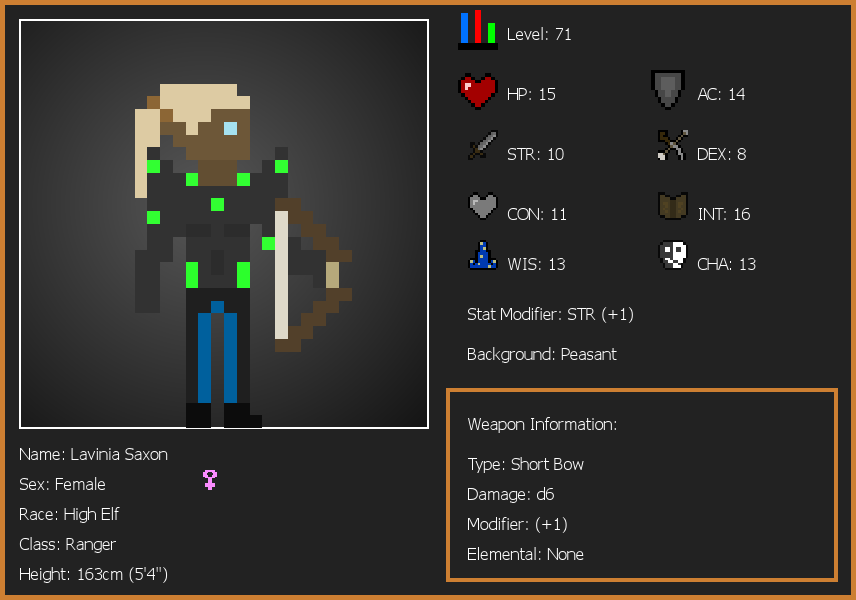 Level: 71
HP: 15
AC: 14
STR: 10
DEX: 8
CON: 11
INT: 16
WIS: 13
CHA: 13
Stat Modifier: STR (+1)
Background: Peasant
Weapon Information:
Type: Short Bow
Damage: d6
Modifier: (+1)
Elemental: None
Name: Lavinia Saxon
Sex: Female
Race: High Elf
Class: Ranger
Height: 163cm (5'4")